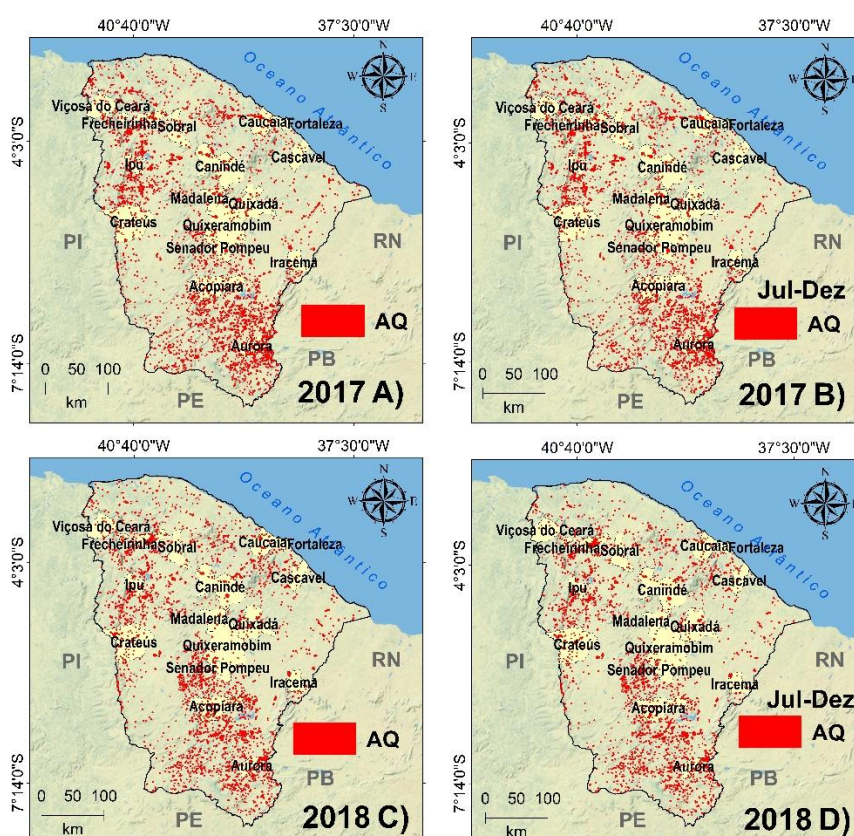 40°40'0"W 37°30'0"W
N
W E
S
Oceano Atlântico
Viçosa do Ceará
Frecheirinha Sobral
Caucaia Fortaleza
4°3'0"S
Ipu
Canindé
Cascavel
Madalena Quixadá
Crateús
Quixeramobim
PI
RN
Senador Pompeu
Iracema
Acopiara
AQ
Aurora
7°14'0"S
PB
0 50 100
km
PE
2017 A)
40°40'0"W 37°30'0"W
N
W E
S
Oceano Atlântico
Viçosa do Ceará
Frecheirinha Sobral
Caucaia Fortaleza
4°3'0"S
Ipu
Canindé
Cascavel
Madalena Quixadá
Crateús
Quixeramobim
PI
RN
Senador Pompeu
Iracema
Acopiara
Jul-Dez
AQ
Aurora
7°14'0"S
PB
0 50 100
km
PE
2017 B)
40°40'0"W 37°30'0"W
N
W E
S
Oceano Atlântico
Viçosa do Ceará
Frecheirinha Sobral
Caucaia Fortaleza
4°3'0"S
Ipu
Canindé
Cascavel
Madalena Quixadá
Crateús
Quixeramobim
PI
RN
Senador Pompeu
Iracema
Acopiara
AQ
Aurora
7°14'0"S
PB
0 50 100
km
PE
2018 C)
40°40'0"W 37°30'0"W
N
W E
S
Oceano Atlântico
Viçosa do Ceará
Frecheirinha Sobral
Caucaia Fortaleza
4°3'0"S
Ipu
Canindé
Cascavel
Madalena Quixadá
Crateús
Quixeramobim
PI
RN
Senador Pompeu
Iracema
Acopiara
Jul-Dez
AQ
Aurora
7°14'0"S
PB
0 50 100
km
PE
2018 D)